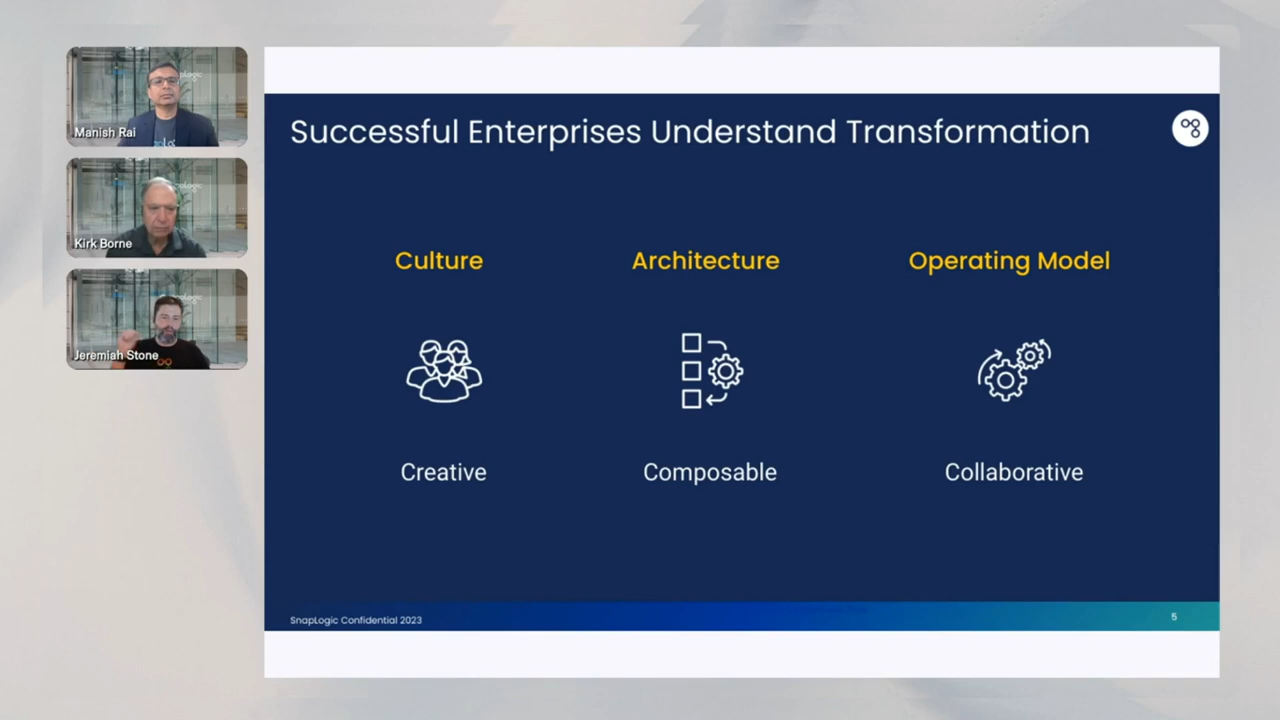 Manish Rai
Kirk Borne
Jeremiah Stone
Successful Enterprises Understand Transformation
Culture
Architecture
Operating Model
Creative
Composable
Collaborative
SnapLogic Confidential 2023
5